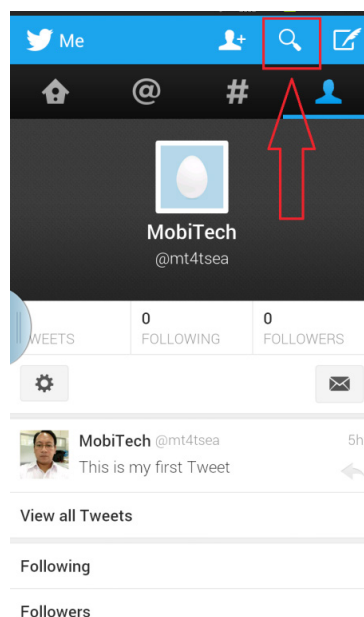 Me
@ #
MobiTech
@mt4tsea
0 0
WEETS FOLLOWING FOLLOWERS
MobiTech @mt4tsea 5h
This is my first Tweet
View all Tweets
Following
Followers